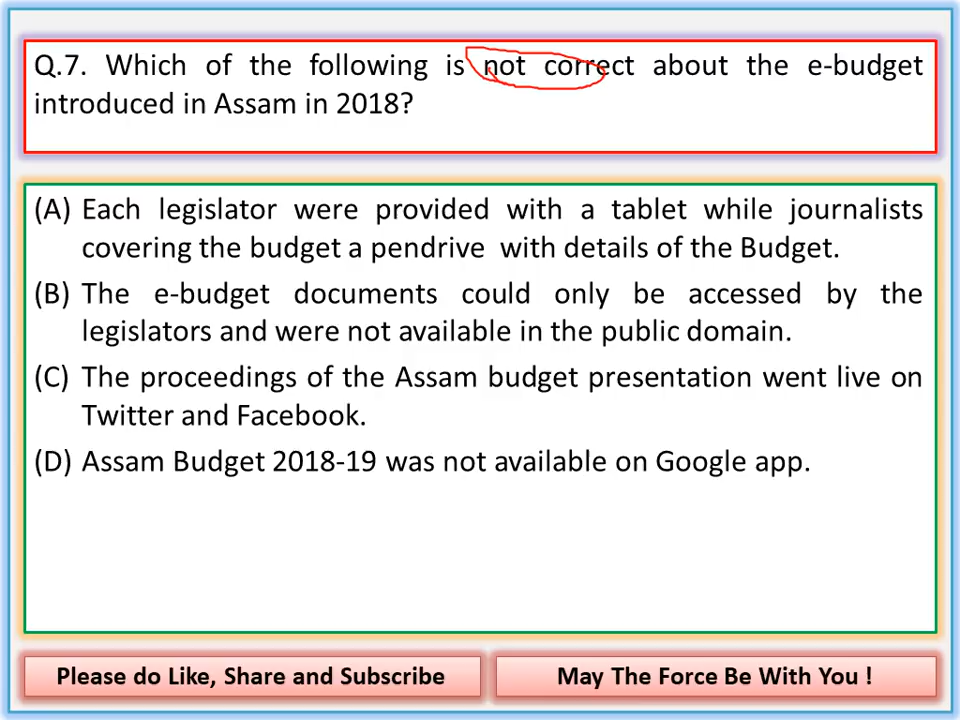 Q.7. Which of the following is not correct about the e-budget
introduced in Assam in 2018?
(A) Each legislator were provided with a tablet while journalists
covering the budget a pendrive with details of the Budget.
(B) The e-budget documents could only be accessed by the
legislators and were not available in the public domain.
(C) The proceedings of the Assam budget presentation went live on
Twitter and Facebook.
(D) Assam Budget 2018-19 was not available on Google app.
Please do Like, Share and Subscribe
May The Force Be With You !